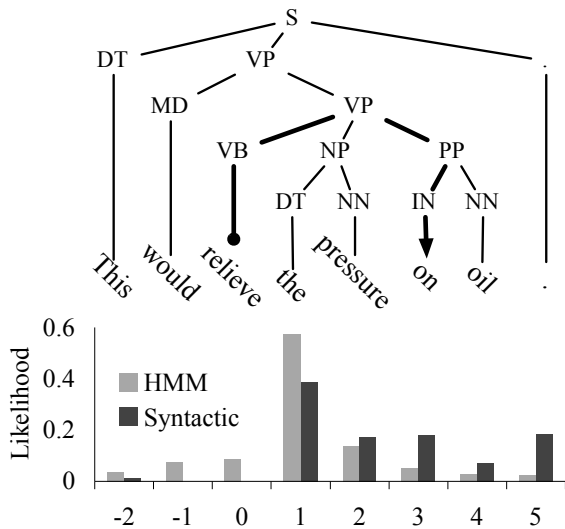 S
DT VP .
MD VP
VB NP PP
DT NN IN NN
This would relieve the pressure on oil .
0.6
HMM
0.4
Syntactic
0.2
0
Likelihood
-2 -1 0 1 2 3 4 5